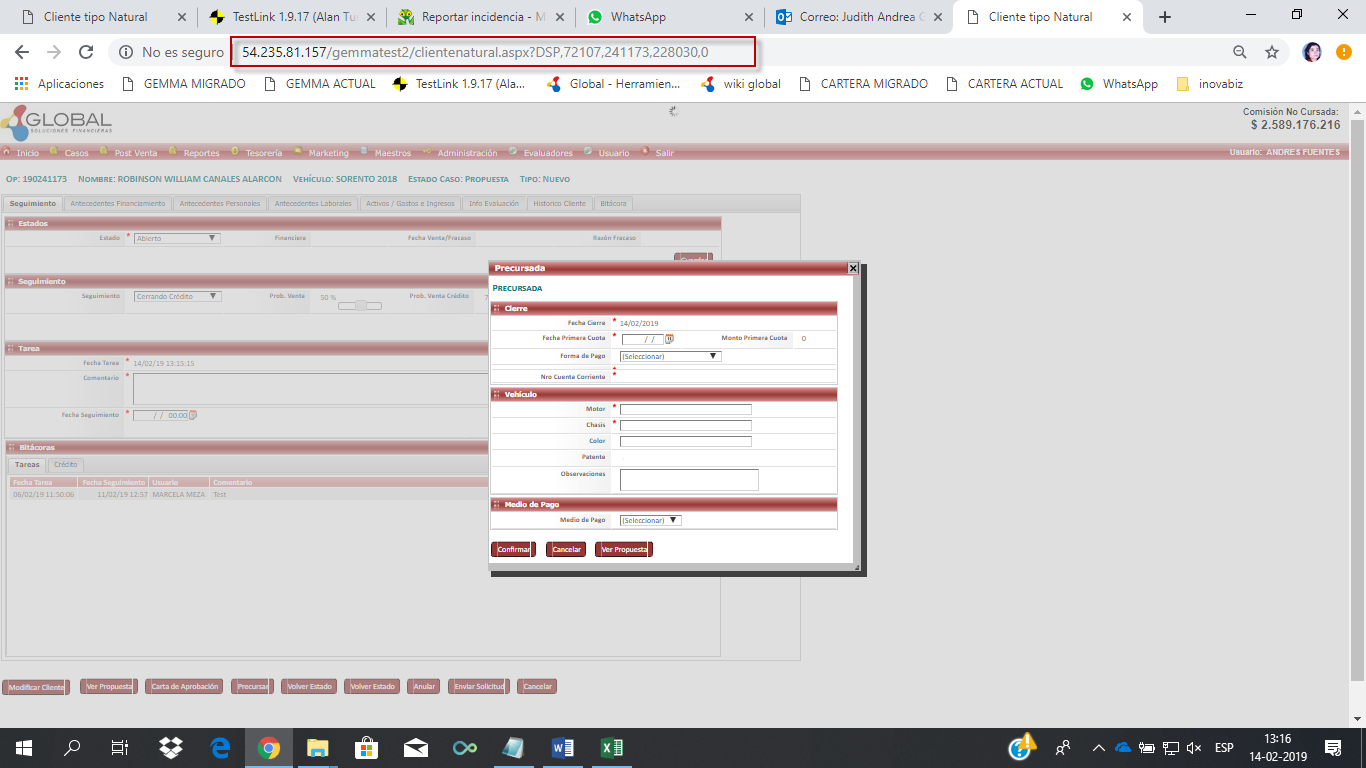 Cliente tipo Natural
TestLink 1.9.17 (Alan Tu
Reportar incidencia - M
WhatsApp
Correo: Judith Andrea G
Cliente tipo Natural
No es seguro
54.235.81.157/gemmatest2/clientenatural.aspx?DSP,72107,241173,228030,0
Aplicaciones
GEMMA MIGRADO
GEMMA ACTUAL
TestLink 1.9.17 (Ala...
Global - Herramien...
wiki global
CARTERA MIGRADO
CARTERA ACTUAL
WhatsApp
inovabiz
GLOBAL
SOLUCIONES FINANCIERAS
Comisión No Cursada:
$ 2.589.176.216
Inicio Casos Post Venta Reportes Tesorería Marketing Maestros Administración Evaluadores Usuario Salir
Usuario: ANDRES FUENTES
Op: 190241173 Nombre: ROBINSON WILLIAM CANALES ALARCON Vehículo: SORENTO 2018 Estado Caso: Propuesta Tipo: Nuevo
Seguimiento Antecedentes Financiamiento Antecedentes Personales Antecedentes Laborales Activos / Gastos e Ingresos Info Evaluación Historico Cliente Bitácora
Estados
Estado * Abierto Financiera Fecha Venta/Fracaso Razón Fracaso
Seguimiento
Seguimiento Cerrando Crédito Prob. Venta 50 % Prob. Venta Crédito 7
Tarea
Fecha Tarea * 14/02/19 13:15:15
Comentario *
Fecha Seguimiento * / / 00:00
Bitácoras
Tareas Crédito
Fecha Tarea Fecha Seguimiento Usuario Comentario
06/02/19 11:50:06 11/02/19 12:57 MARCELA MEZA Test
Precursada
Precursada
Cierre
Fecha Cierre * 14/02/2019
Fecha Primera Cuota * / / Monto Primera Cuota 0
Forma de Pago * (Seleccionar)
*
Nro Cuenta Corriente *
Vehículo
Motor *
Chasis *
Color
Patente
Observaciones
Medio de Pago
Medio de Pago (Seleccionar)
Confirmar Cancelar Ver Propuesta
Modificar Cliente Ver Propuesta Carta de Aprobación Precursar Volver Estado Volver Estado Anular Enviar Solicitud Cancelar
ESP
13:16
14-02-2019